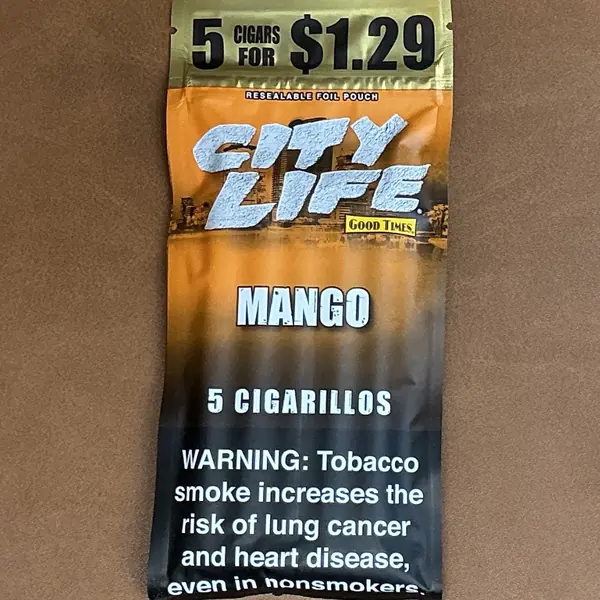 5 CIGARS FOR $1.29
RESEALABLE FOIL POUCH
CITY
LIFE®
GOOD TIMES.
MANGO
5 CIGARILLOS
WARNING: Tobacco
smoke increases the
risk of lung cancer
and heart disease,
even in nonsmokers.